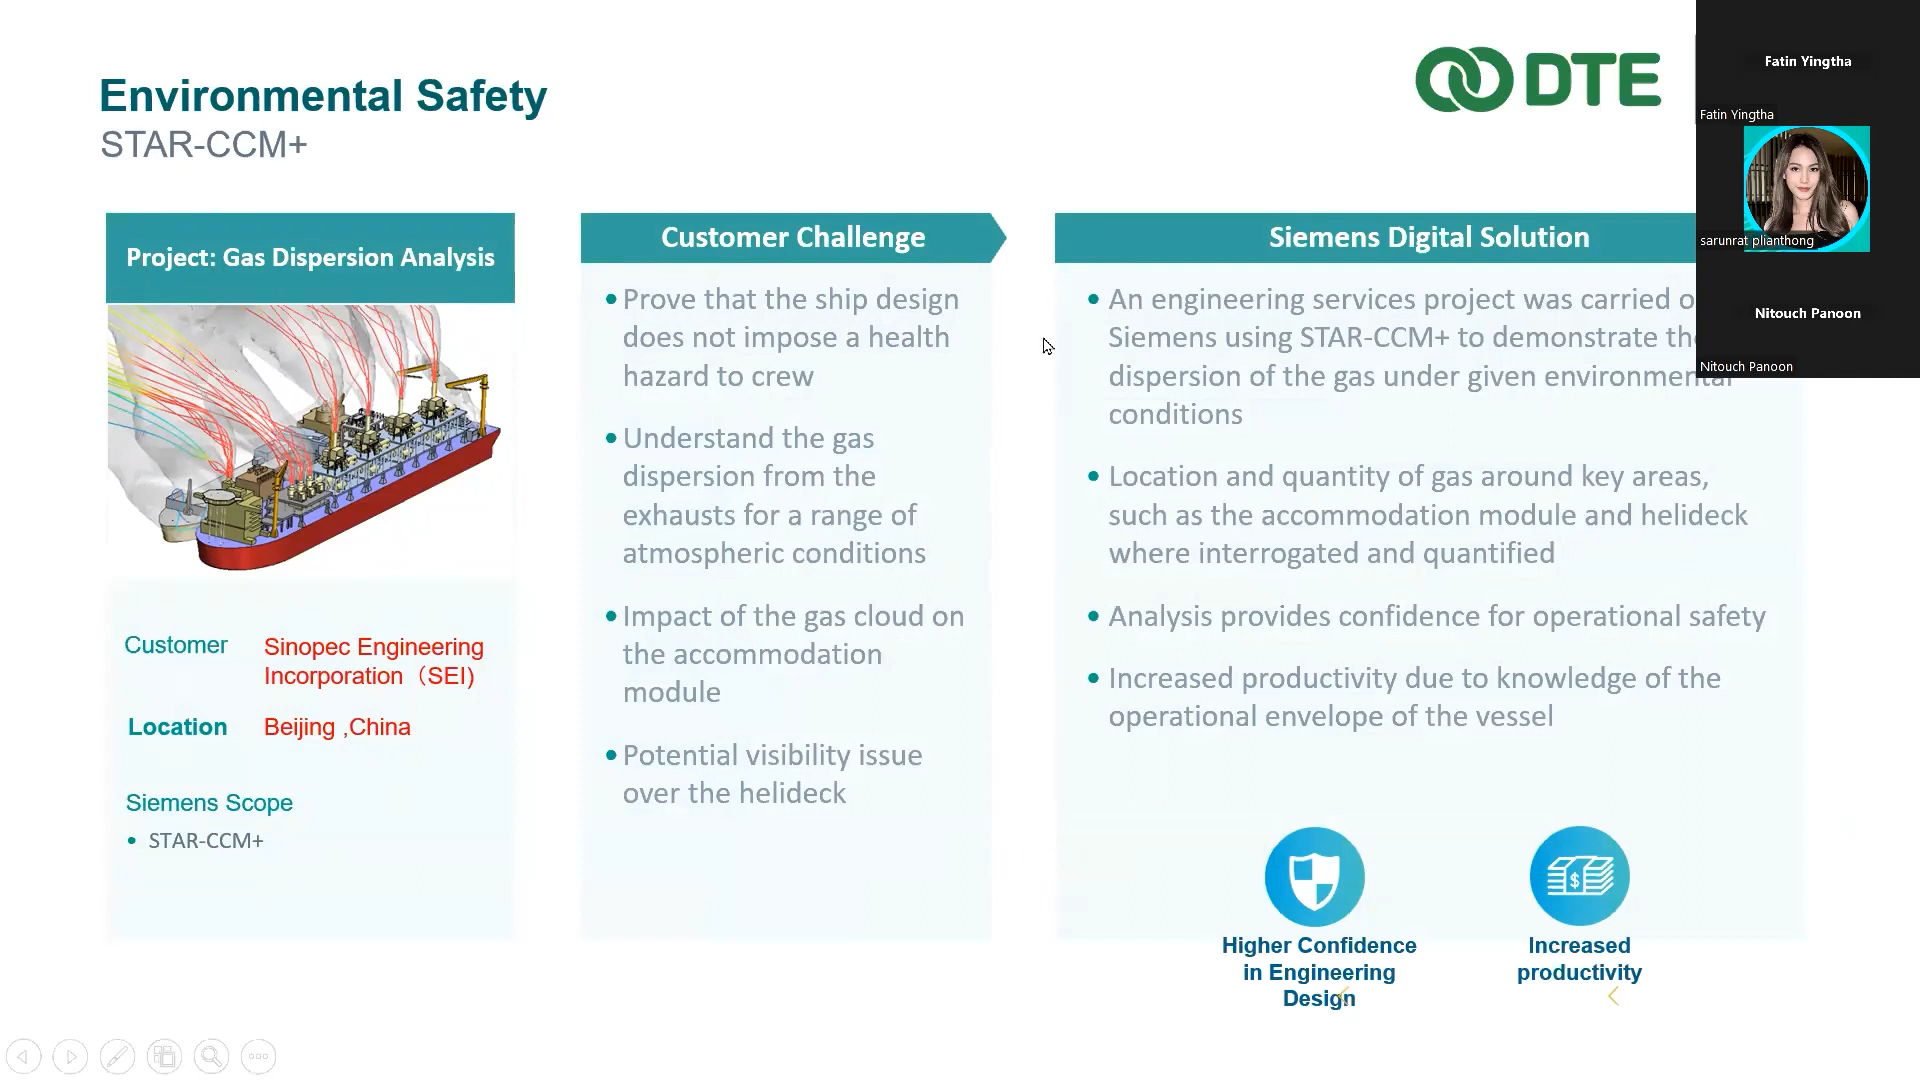 Environmental Safety
STAR-CCM+
DTE
Project: Gas Dispersion Analysis
Customer Sinopec Engineering
Incorporation（SEI)
Location Beijing ,China
Siemens Scope
• STAR-CCM+
Customer Challenge
• Prove that the ship design
does not impose a health
hazard to crew
• Understand the gas
dispersion from the
exhausts for a range of
atmospheric conditions
• Impact of the gas cloud on
the accommodation
module
• Potential visibility issue
over the helideck
Siemens Digital Solution
• An engineering services project was carried
Siemens using STAR-CCM+ to demonstrate
dispersion of the gas under given environmental
conditions
• Location and quantity of gas around key areas,
such as the accommodation module and helideck
where interrogated and quantified
• Analysis provides confidence for operational safety
• Increased productivity due to knowledge of the
operational envelope of the vessel
Higher Confidence
in Engineering
Design
Increased
productivity
Fatin Yingtha
Fatin Yingtha
sarunrat plianthong
Nitouch Panoon
Nitouch Panoon